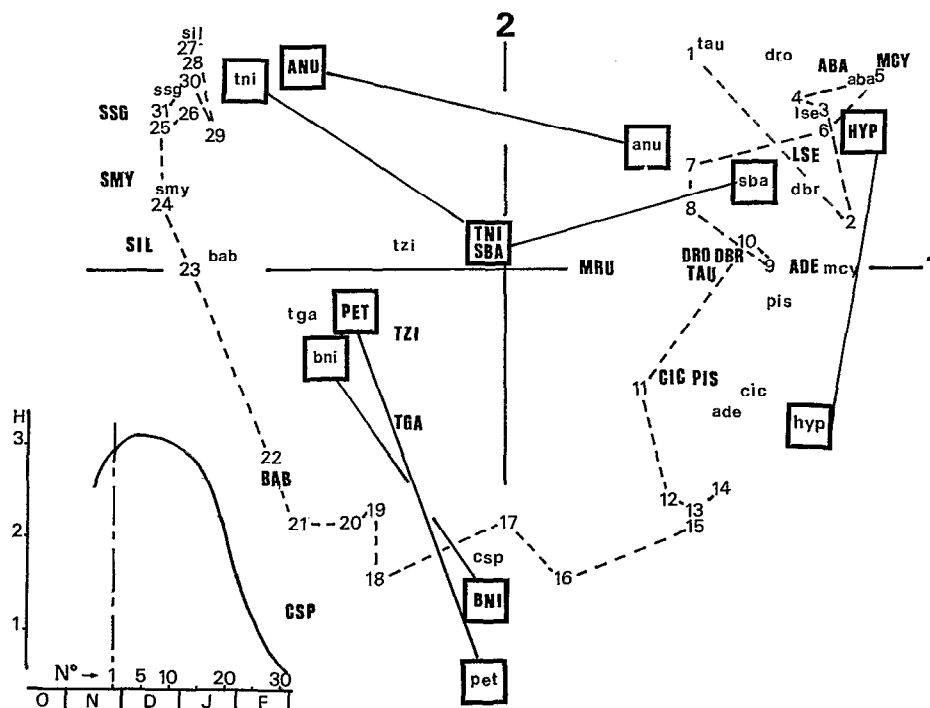 2
sil
27
28
30
ssg
31
26
25
29
SSG
tni
ANU
1 tau
dro
ABA
MCY
aba 5
4
3
lse
6
HYP
anu
7
LSE
sba
dbr
SMY
smy
24
8
2
TNI
SBA
SIL
bab
tzi
10
23
MRU
DRO DBR
TAU
9
ADE mcy
pis
tga
PET
TZI
bni
11
CIC PIS
cic
ade
hyp
TGA
H
3
22
BAB
12
14
13
15
21
20
19
17
2
18
csp
16
BNI
CSP
1
pet
N° → 1 5 10 20 30
O N D J F